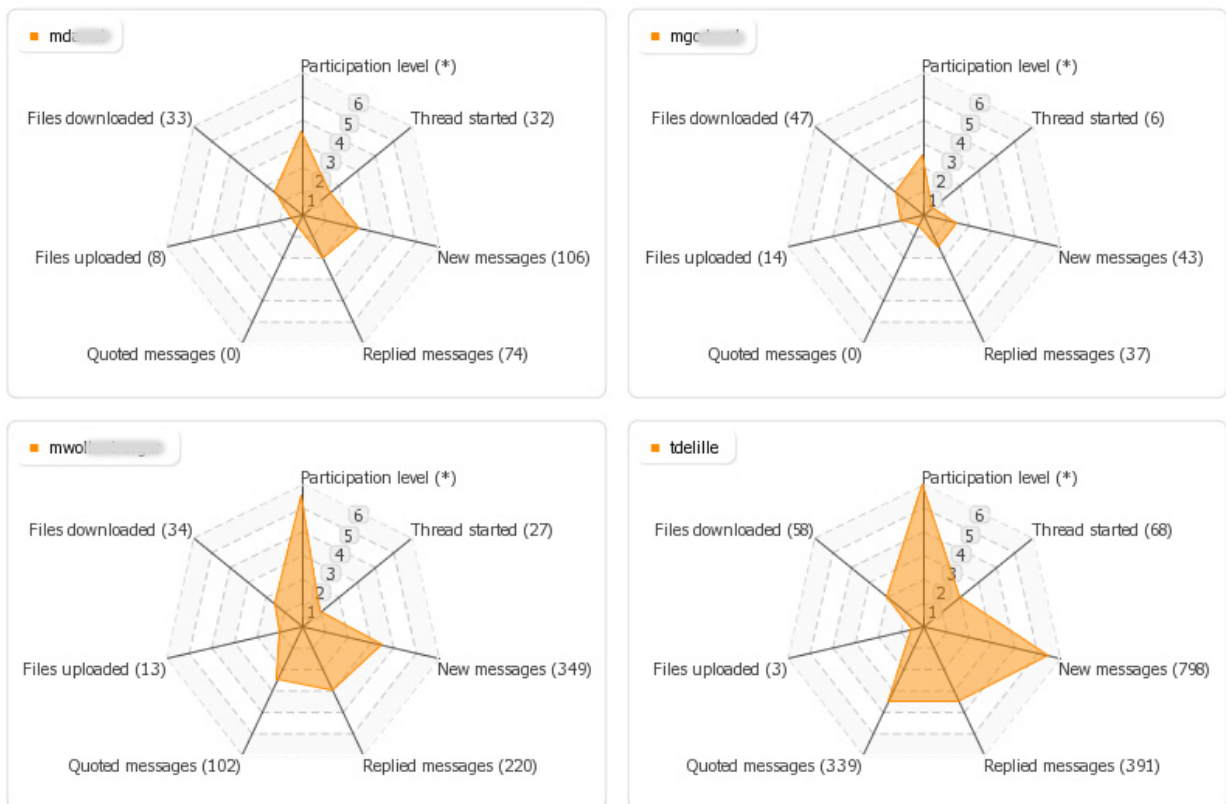 Participation level (*)
Files downloaded (33)
Thread started (32)
6
5
4
3
2
1
Files uploaded (8)
New messages (106)
Quoted messages (0)
Replied messages (74)
Participation level (*)
Files downloaded (47)
Thread started (6)
6
5
4
3
2
1
Files uploaded (14)
New messages (43)
Quoted messages (0)
Replied messages (37)
Participation level (*)
Files downloaded (34)
Thread started (27)
6
5
4
3
2
1
Files uploaded (13)
New messages (349)
Quoted messages (102)
Replied messages (220)
tdelille
Participation level (*)
Files downloaded (58)
Thread started (68)
6
5
4
3
2
1
Files uploaded (3)
New messages (798)
Quoted messages (339)
Replied messages (391)